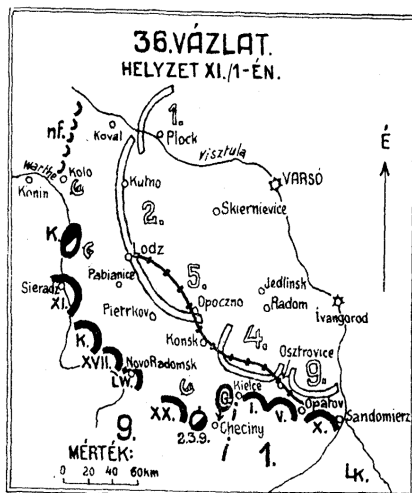 36.VÁZLAT.
HELYZET XI./1-ÉN.
1.
nf.
Koval
Plock
Visztula
É
Warthe
Kolo
Konin
Kutno
VARSÓ
2.
Skiernievice
K.
Lodz
Sieradz
Pabianice
5.
Jedlinsk
XI.
Opoczno
Radom
Ivangorod
Pietrkov
K.
Konsk
4.
Osztrovice
XVII.
NovoRadomsk
9.
LW.
Kielce
G.
XX.
I.
V.
Opatov
X.
Sandomierz
2.3.9.
Checiny
9.
1.
MÉRTÉK:
0 20 40 60km
1.k.